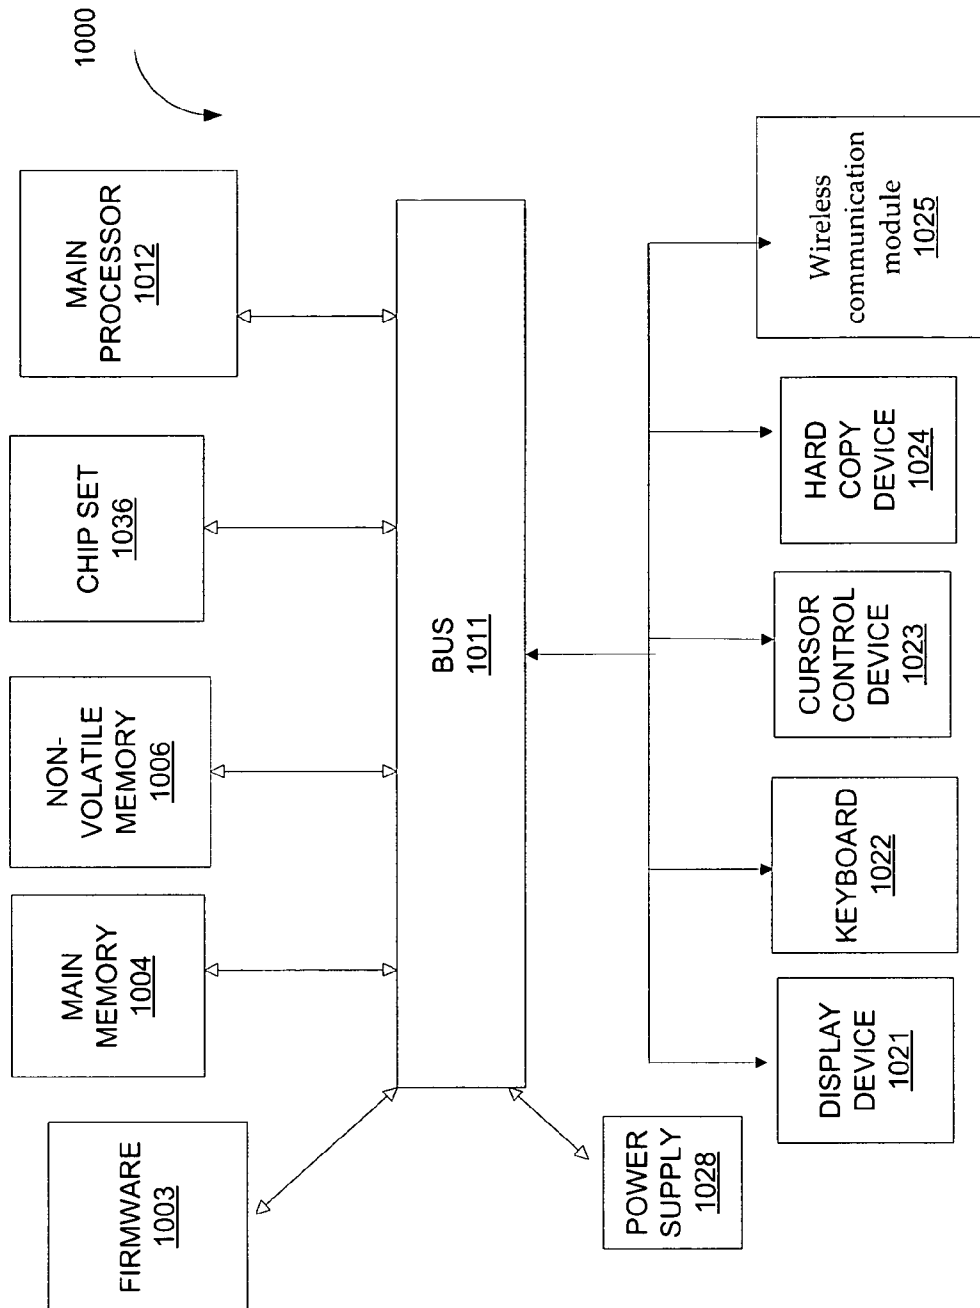 1000
FIRMWARE
1003
MAIN
MEMORY
1004
NON-
VOLATILE
MEMORY
1006
CHIP SET
1036
MAIN
PROCESSOR
1012
BUS
1011
POWER
SUPPLY
1028
DISPLAY
DEVICE
1021
KEYBOARD
1022
CURSOR
CONTROL
DEVICE
1023
HARD
COPY
DEVICE
1024
Wireless
communication
module
1025